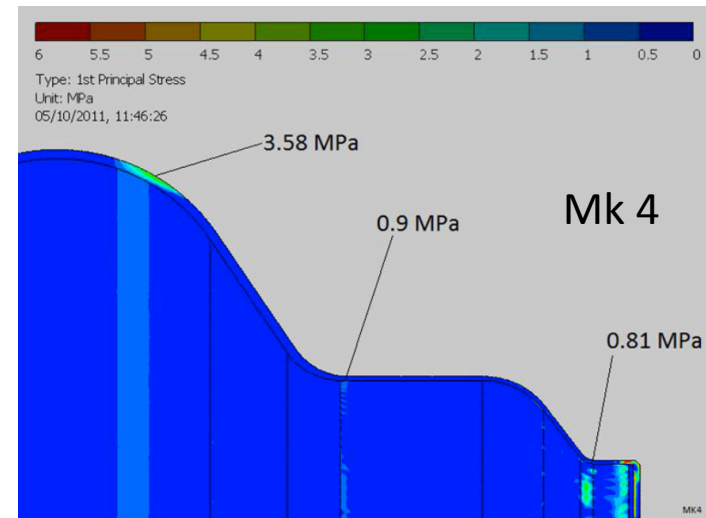 6 5.5 5 4.5 4 3.5 3 2.5 2 1.5 1 0.5 0
Type: 1st Principal Stress
Unit: MPa
05/10/2011, 11:46:26
3.58 MPa
Mk 4
0.9 MPa
0.81 MPa
MK4